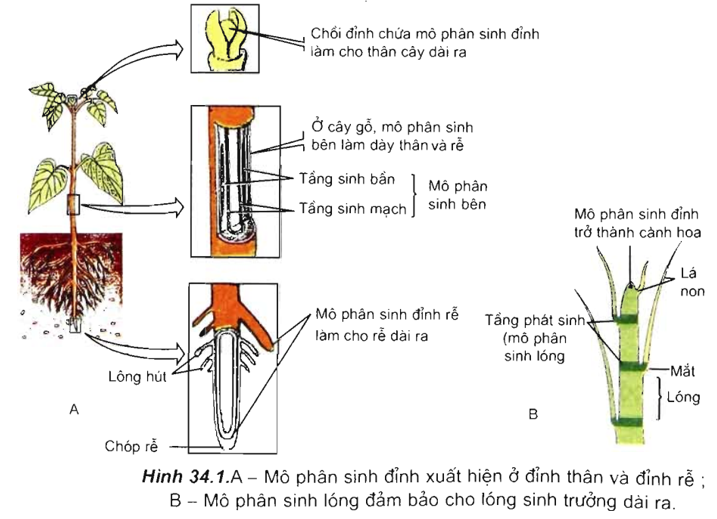 Chồi đỉnh chứa mô phân sinh đỉnh
làm cho thân cây dài ra
Ở cây gỗ, mô phân sinh
bên làm dày thân và rễ
Tầng sinh bần
Tầng sinh mạch
Mô phân
sinh bên
Mô phân sinh đỉnh rễ
làm cho rễ dài ra
Lông hút
Chóp rễ
A
Mô phân sinh đỉnh
trở thành cành hoa
Lá
non
Tầng phát sinh
(mô phân
sinh lóng
Mắt
Lóng
B
Hình 34.1.A – Mô phân sinh đỉnh xuất hiện ở đỉnh thân và đỉnh rễ ;
B – Mô phân sinh lóng đảm bảo cho lóng sinh trưởng dài ra.